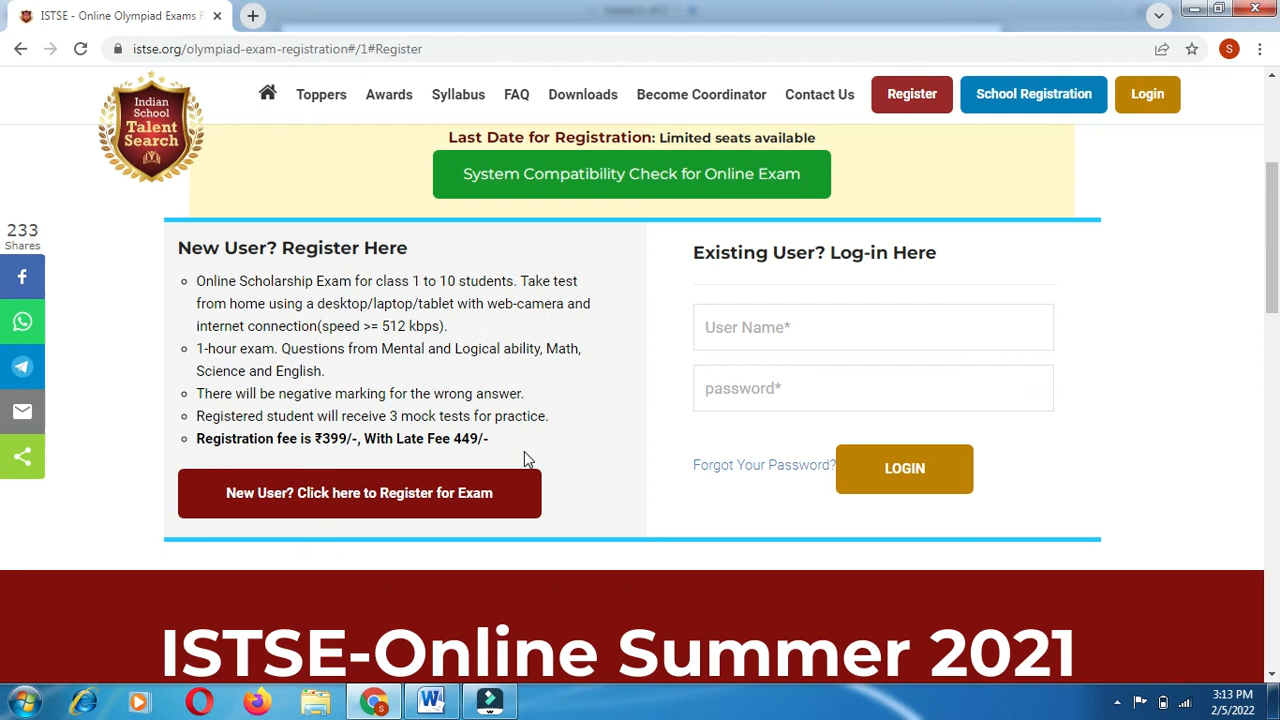 ISTSE - Online Olympiad Exams R
istse.org/olympiad-exam-registration#/1#Register
S
Indian
School
Talent
Search
Toppers
Awards
Syllabus
FAQ
Downloads
Become Coordinator
Contact Us
Register
School Registration
Login
Last Date for Registration: Limited seats available
System Compatibility Check for Online Exam
233
Shares
New User? Register Here
Online Scholarship Exam for class 1 to 10 students. Take test
from home using a desktop/laptop/tablet with web-camera and
internet connection(speed >= 512 kbps).
1-hour exam. Questions from Mental and Logical ability, Math,
Science and English.
There will be negative marking for the wrong answer.
Registered student will receive 3 mock tests for practice.
Registration fee is ₹399/-, With Late Fee 449/-
New User? Click here to Register for Exam
Existing User? Log-in Here
User Name*
password*
Forgot Your Password?
LOGIN
ISTSE-Online Summer 2021
3:13 PM
2/5/2022